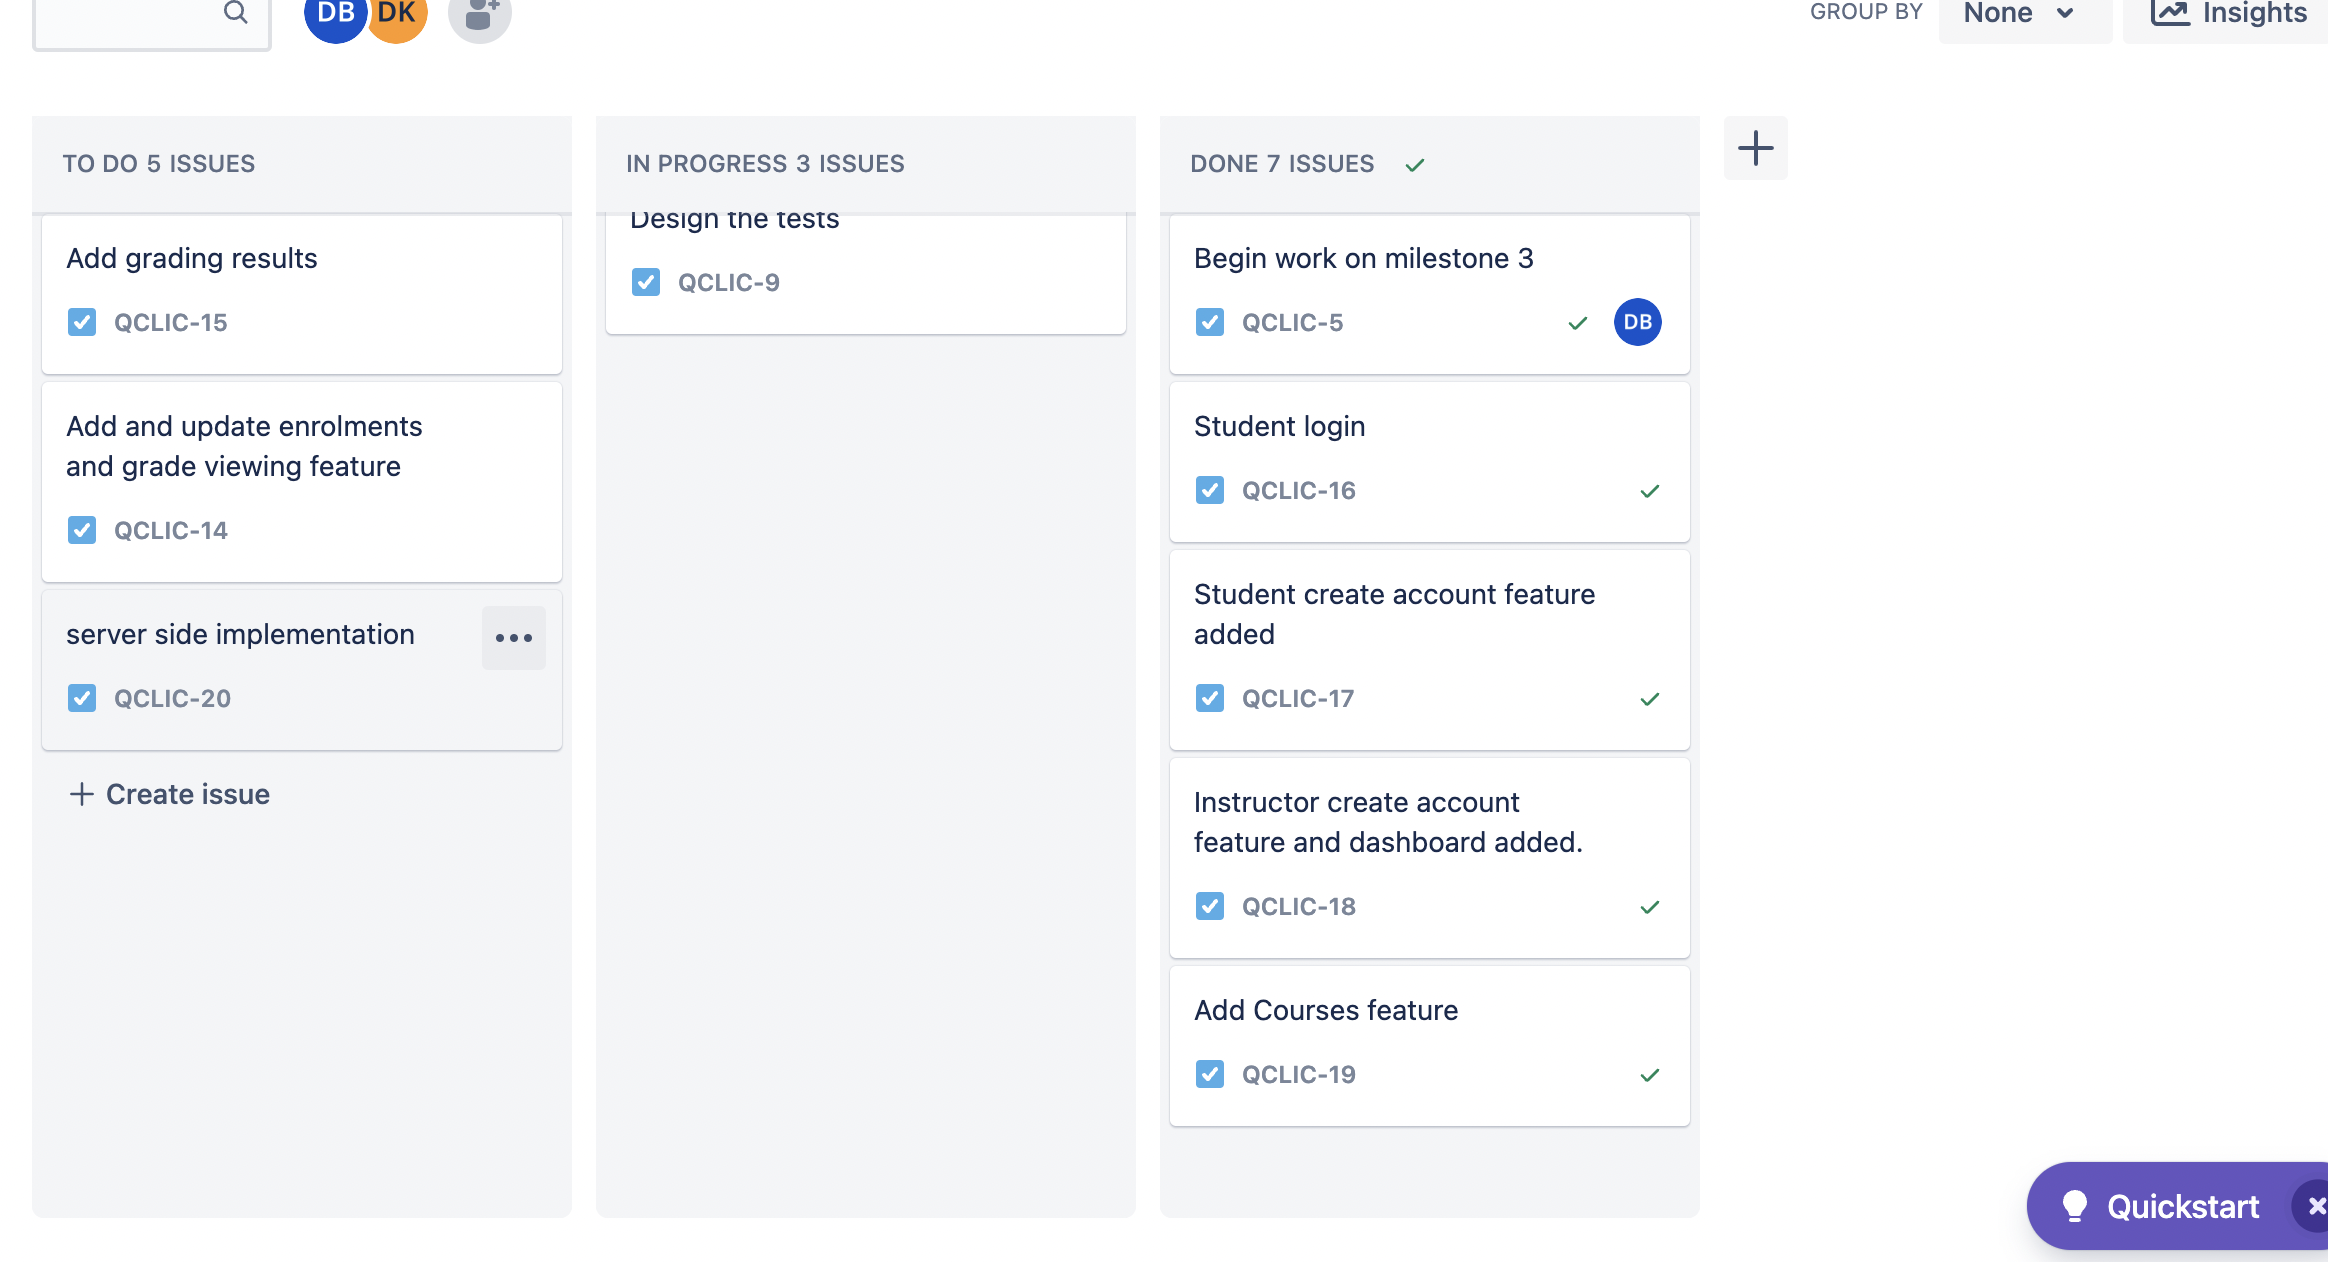 DB DK
GROUP BY None Insights
TO DO 5 ISSUES
Add grading results
QCLIC-15
Add and update enrolments
and grade viewing feature
QCLIC-14
server side implementation
QCLIC-20
Create issue
IN PROGRESS 3 ISSUES
Design the tests
QCLIC-9
DONE 7 ISSUES
Begin work on milestone 3
QCLIC-5 DB
Student login
QCLIC-16
Student create account feature
added
QCLIC-17
Instructor create account
feature and dashboard added.
QCLIC-18
Add Courses feature
QCLIC-19
Quickstart